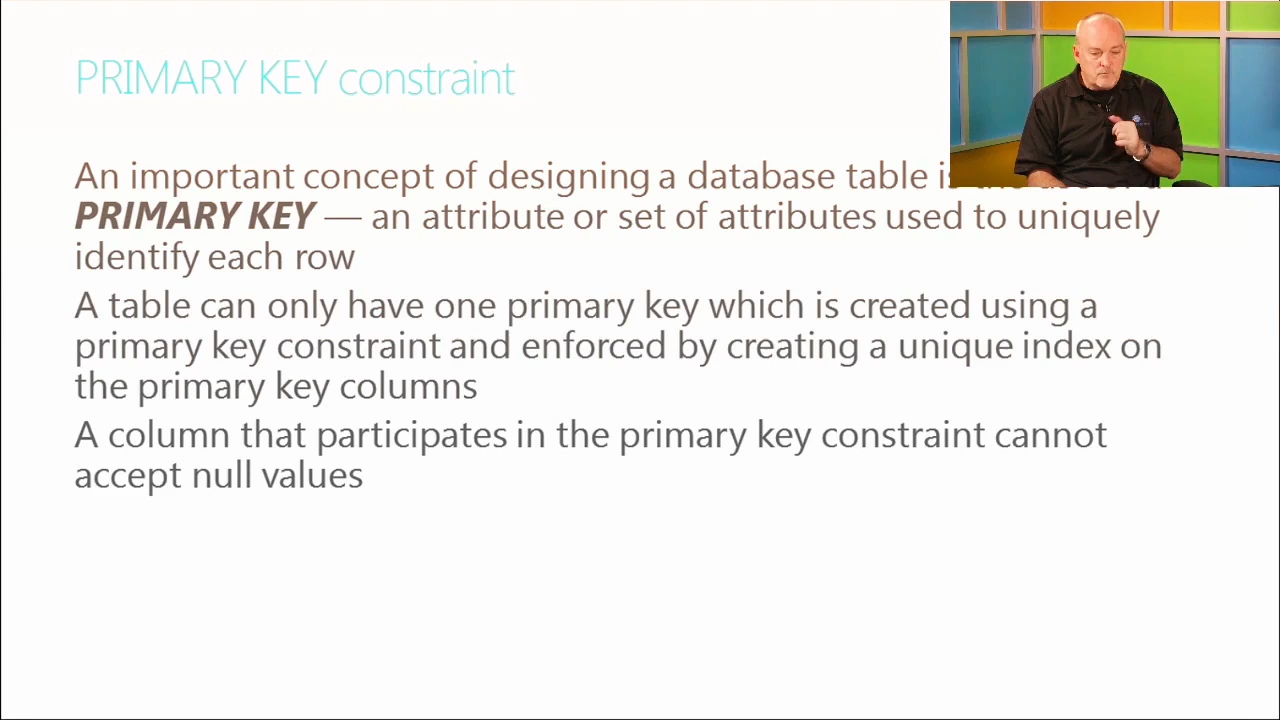 PRIMARY KEY constraint
An important concept of designing a database table is
PRIMARY KEY — an attribute or set of attributes used to uniquely
identify each row
A table can only have one primary key which is created using a
primary key constraint and enforced by creating a unique index on
the primary key columns
A column that participates in the primary key constraint cannot
accept null values